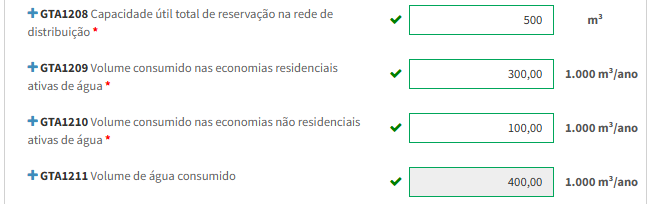 GTA1208 Capacidade útil total de reservação na rede de
distribuição *
500 m³
GTA1209 Volume consumido nas economias residenciais
ativas de água *
300,00 1.000 m³/ano
GTA1210 Volume consumido nas economias não residenciais
ativas de água *
100,00 1.000 m³/ano
GTA1211 Volume de água consumido
400,00 1.000 m³/ano